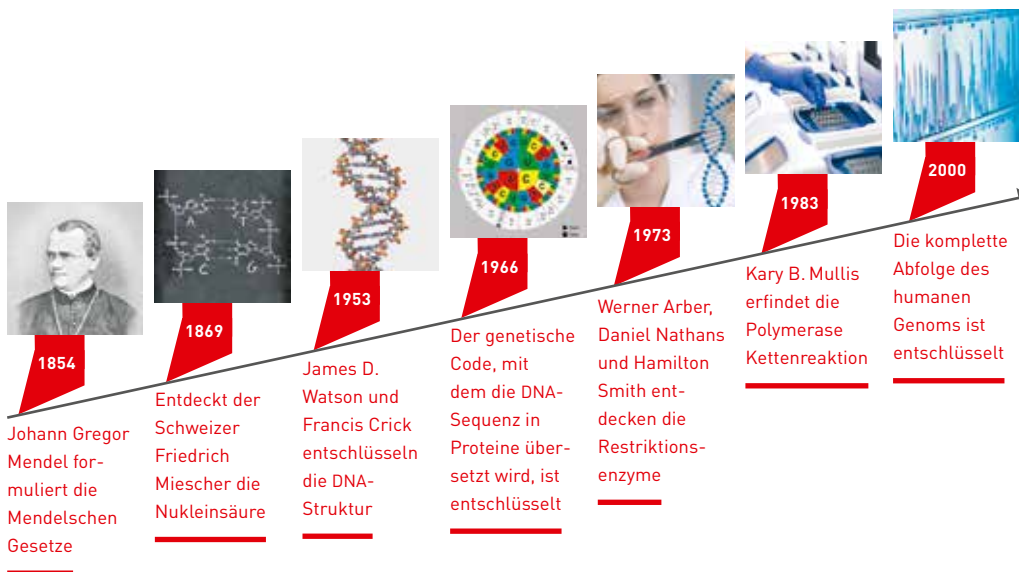 1854
Johann Gregor
Mendel for-
muliert die
Mendelschen
Gesetze
1869
Entdeckt der
Schweizer
Friedrich
Miescher die
Nukleinsäure
A
T
C
G
1953
James D.
Watson und
Francis Crick
entschlüsseln
die DNA-
Struktur
1966
Der genetische
Code, mit
dem die DNA-
Sequenz in
Proteine über-
setzt wird, ist
entschlüsselt
1973
Werner Arber,
Daniel Nathans
und Hamilton
Smith ent-
decken die
Restriktions-
enzyme
1983
Kary B. Mullis
erfindet die
Polymerase
Kettenreaktion
2000
Die komplette
Abfolge des
humanen
Genoms ist
entschlüsselt